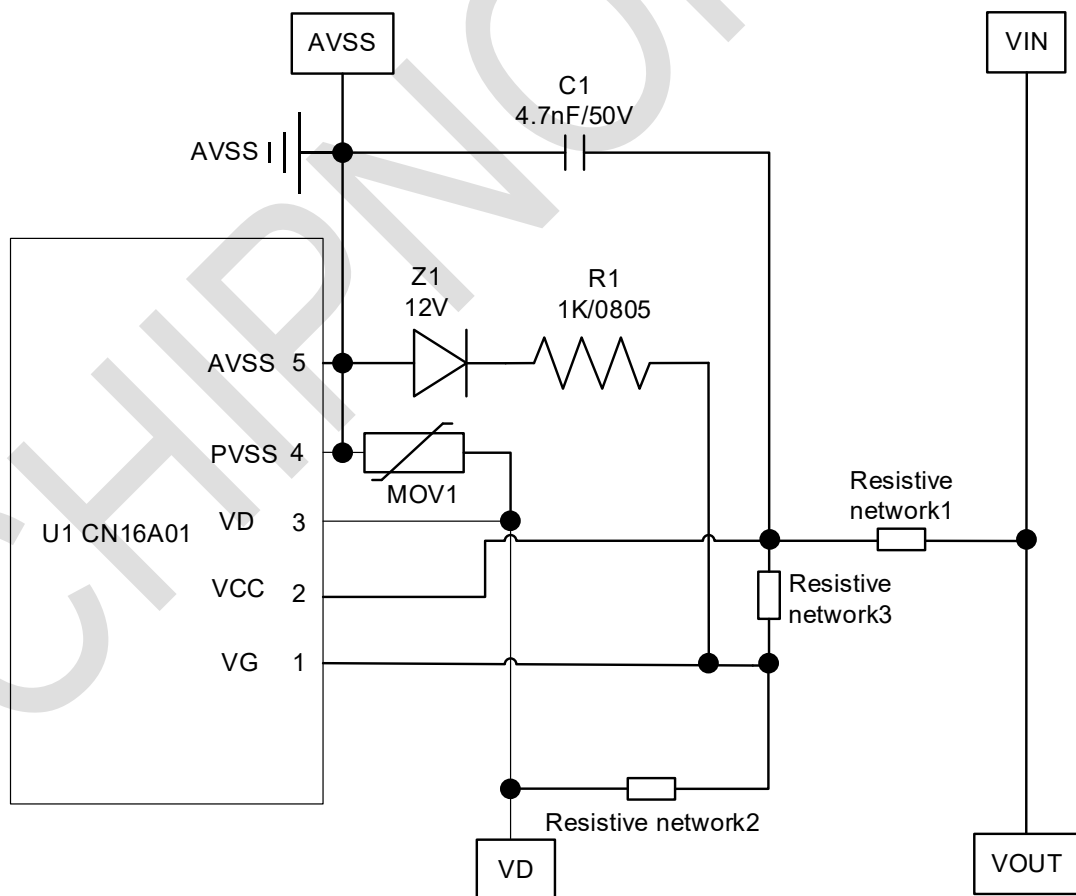 AVSS
VIN
C1
4.7nF/50V
AVSS
Z1
12V
R1
1K/0805
AVSS 5
PVSS 4
MOV1
U1 CN16A01
VD 3
VCC 2
VG 1
Resistive
network1
Resistive
network3
Resistive network2
VD
VOUT
CHIPNO